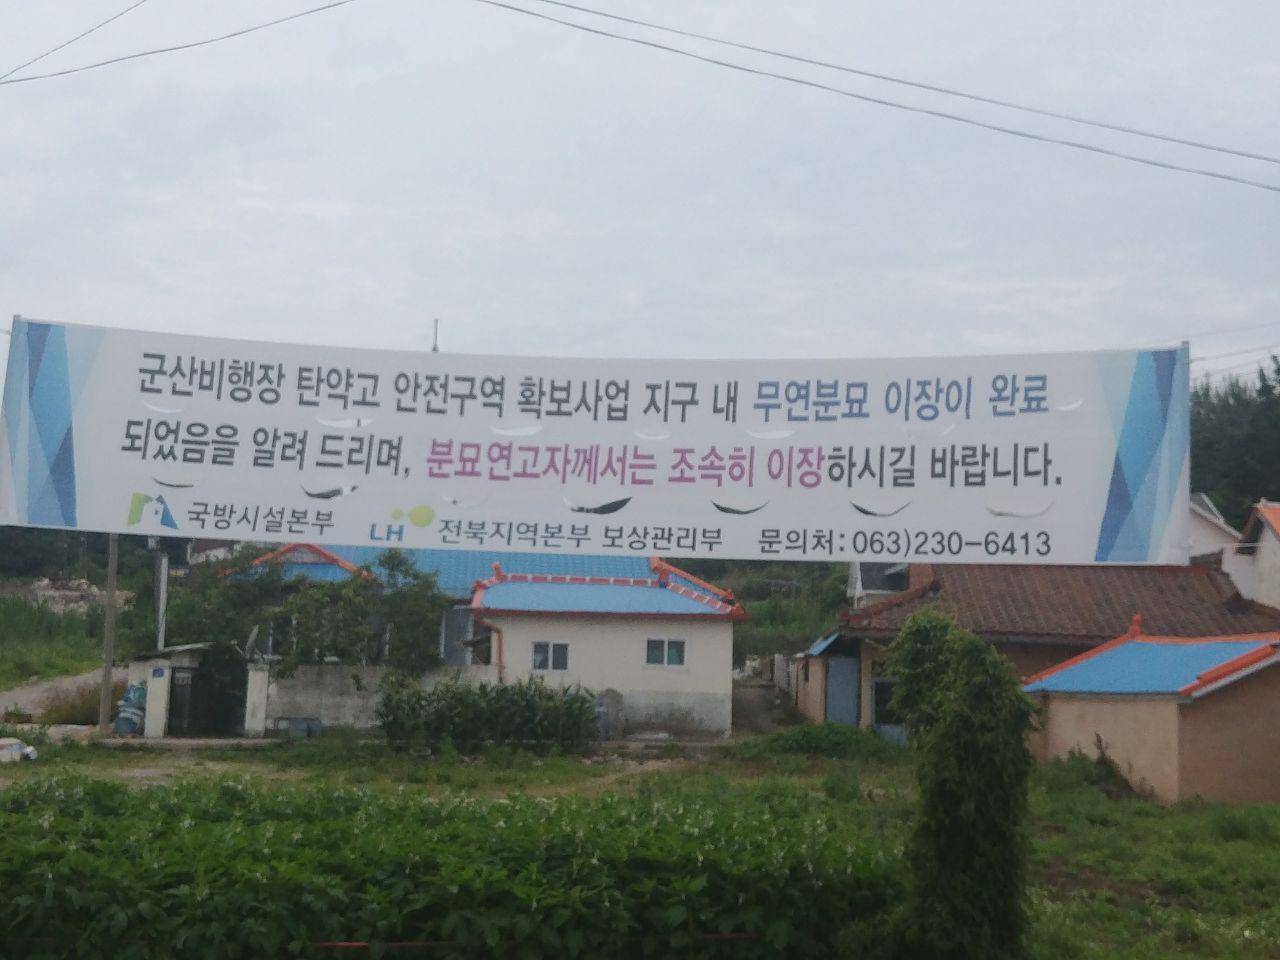 군산비행장 탄약고 안전구역 확보사업 지구 내 무연분묘 이장이 완료
되었음을 알려 드리며, 분묘연고자께서는 조속히 이장하시길 바랍니다.
국방시설본부 LH 전북지역본부 보상관리부 문의처:063)230-6413